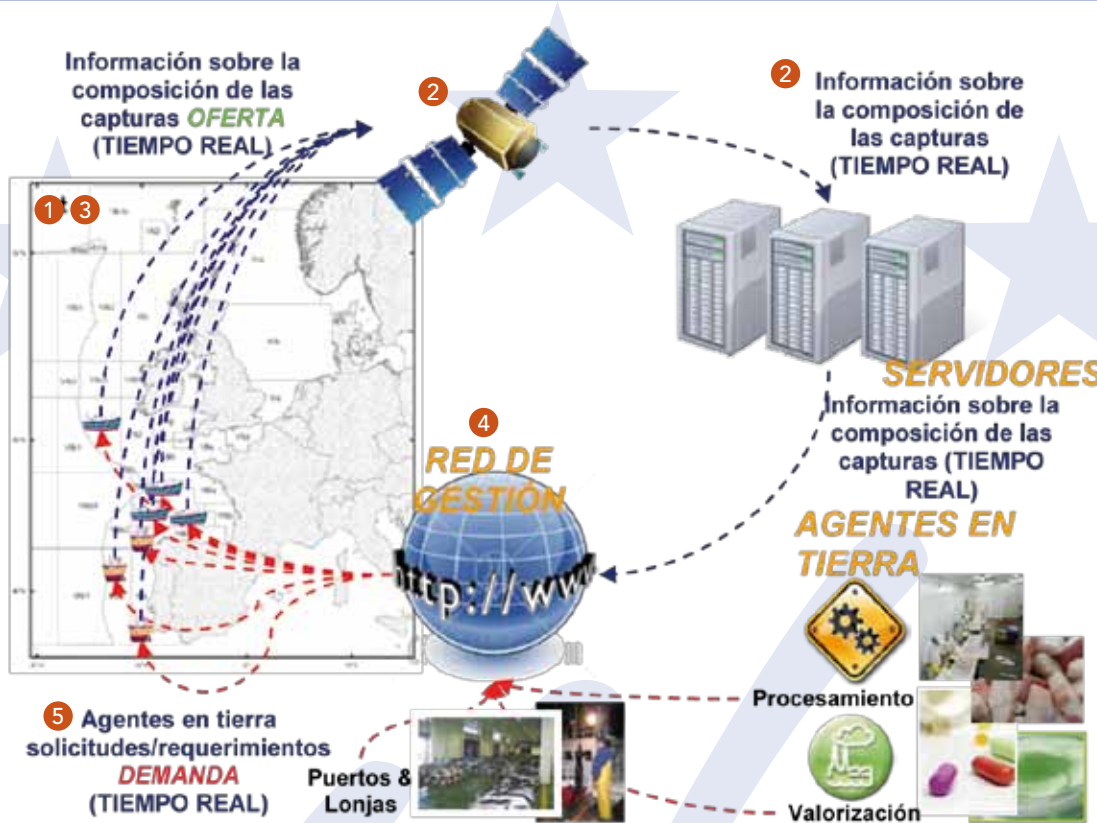 Información sobre la
composición de las
capturas OFERTA
(TIEMPO REAL)
2
2
Información sobre
la composición de
las capturas
(TIEMPO REAL)
1 3
SERVIDORES
Información sobre la
composición de las
capturas (TIEMPO
REAL)
4
RED DE
GESTIÓN
http://www
AGENTES EN
TIERRA
Procesamiento
5 Agentes en tierra
solicitudes/requerimientos
DEMANDA
(TIEMPO REAL)
Puertos &
Lonjas
Valorización